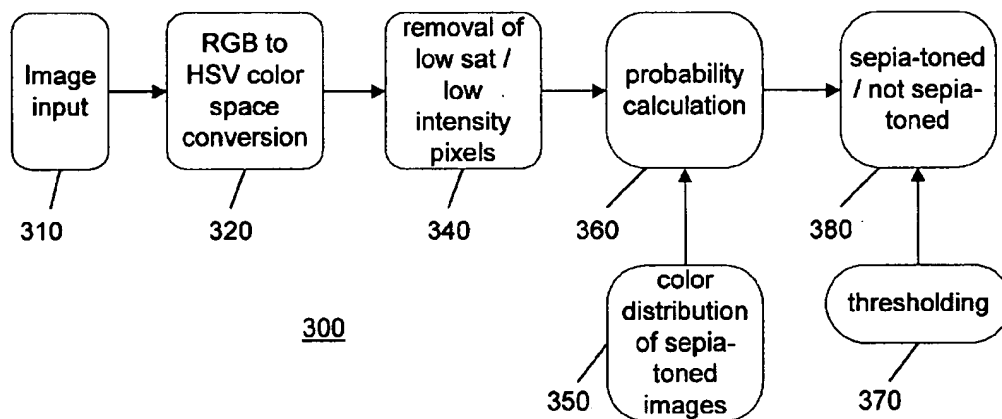 Image
input
RGB to
HSV color
space
conversion
removal of
low sat /
low
intensity
pixels
probability
calculation
sepia-toned
/ not sepia-
toned
310
320
340
360
380
color
distribution
of sepia-
toned
images
thresholding
300
350
370